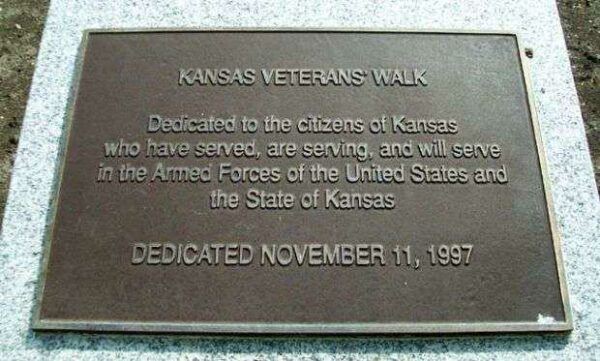 KANSAS VETERANS' WALK
Dedicated to the citizens of Kansas
who have served, are serving, and will serve
in the Armed Forces of the United States and
the State of Kansas
DEDICATED NOVEMBER 11, 1997